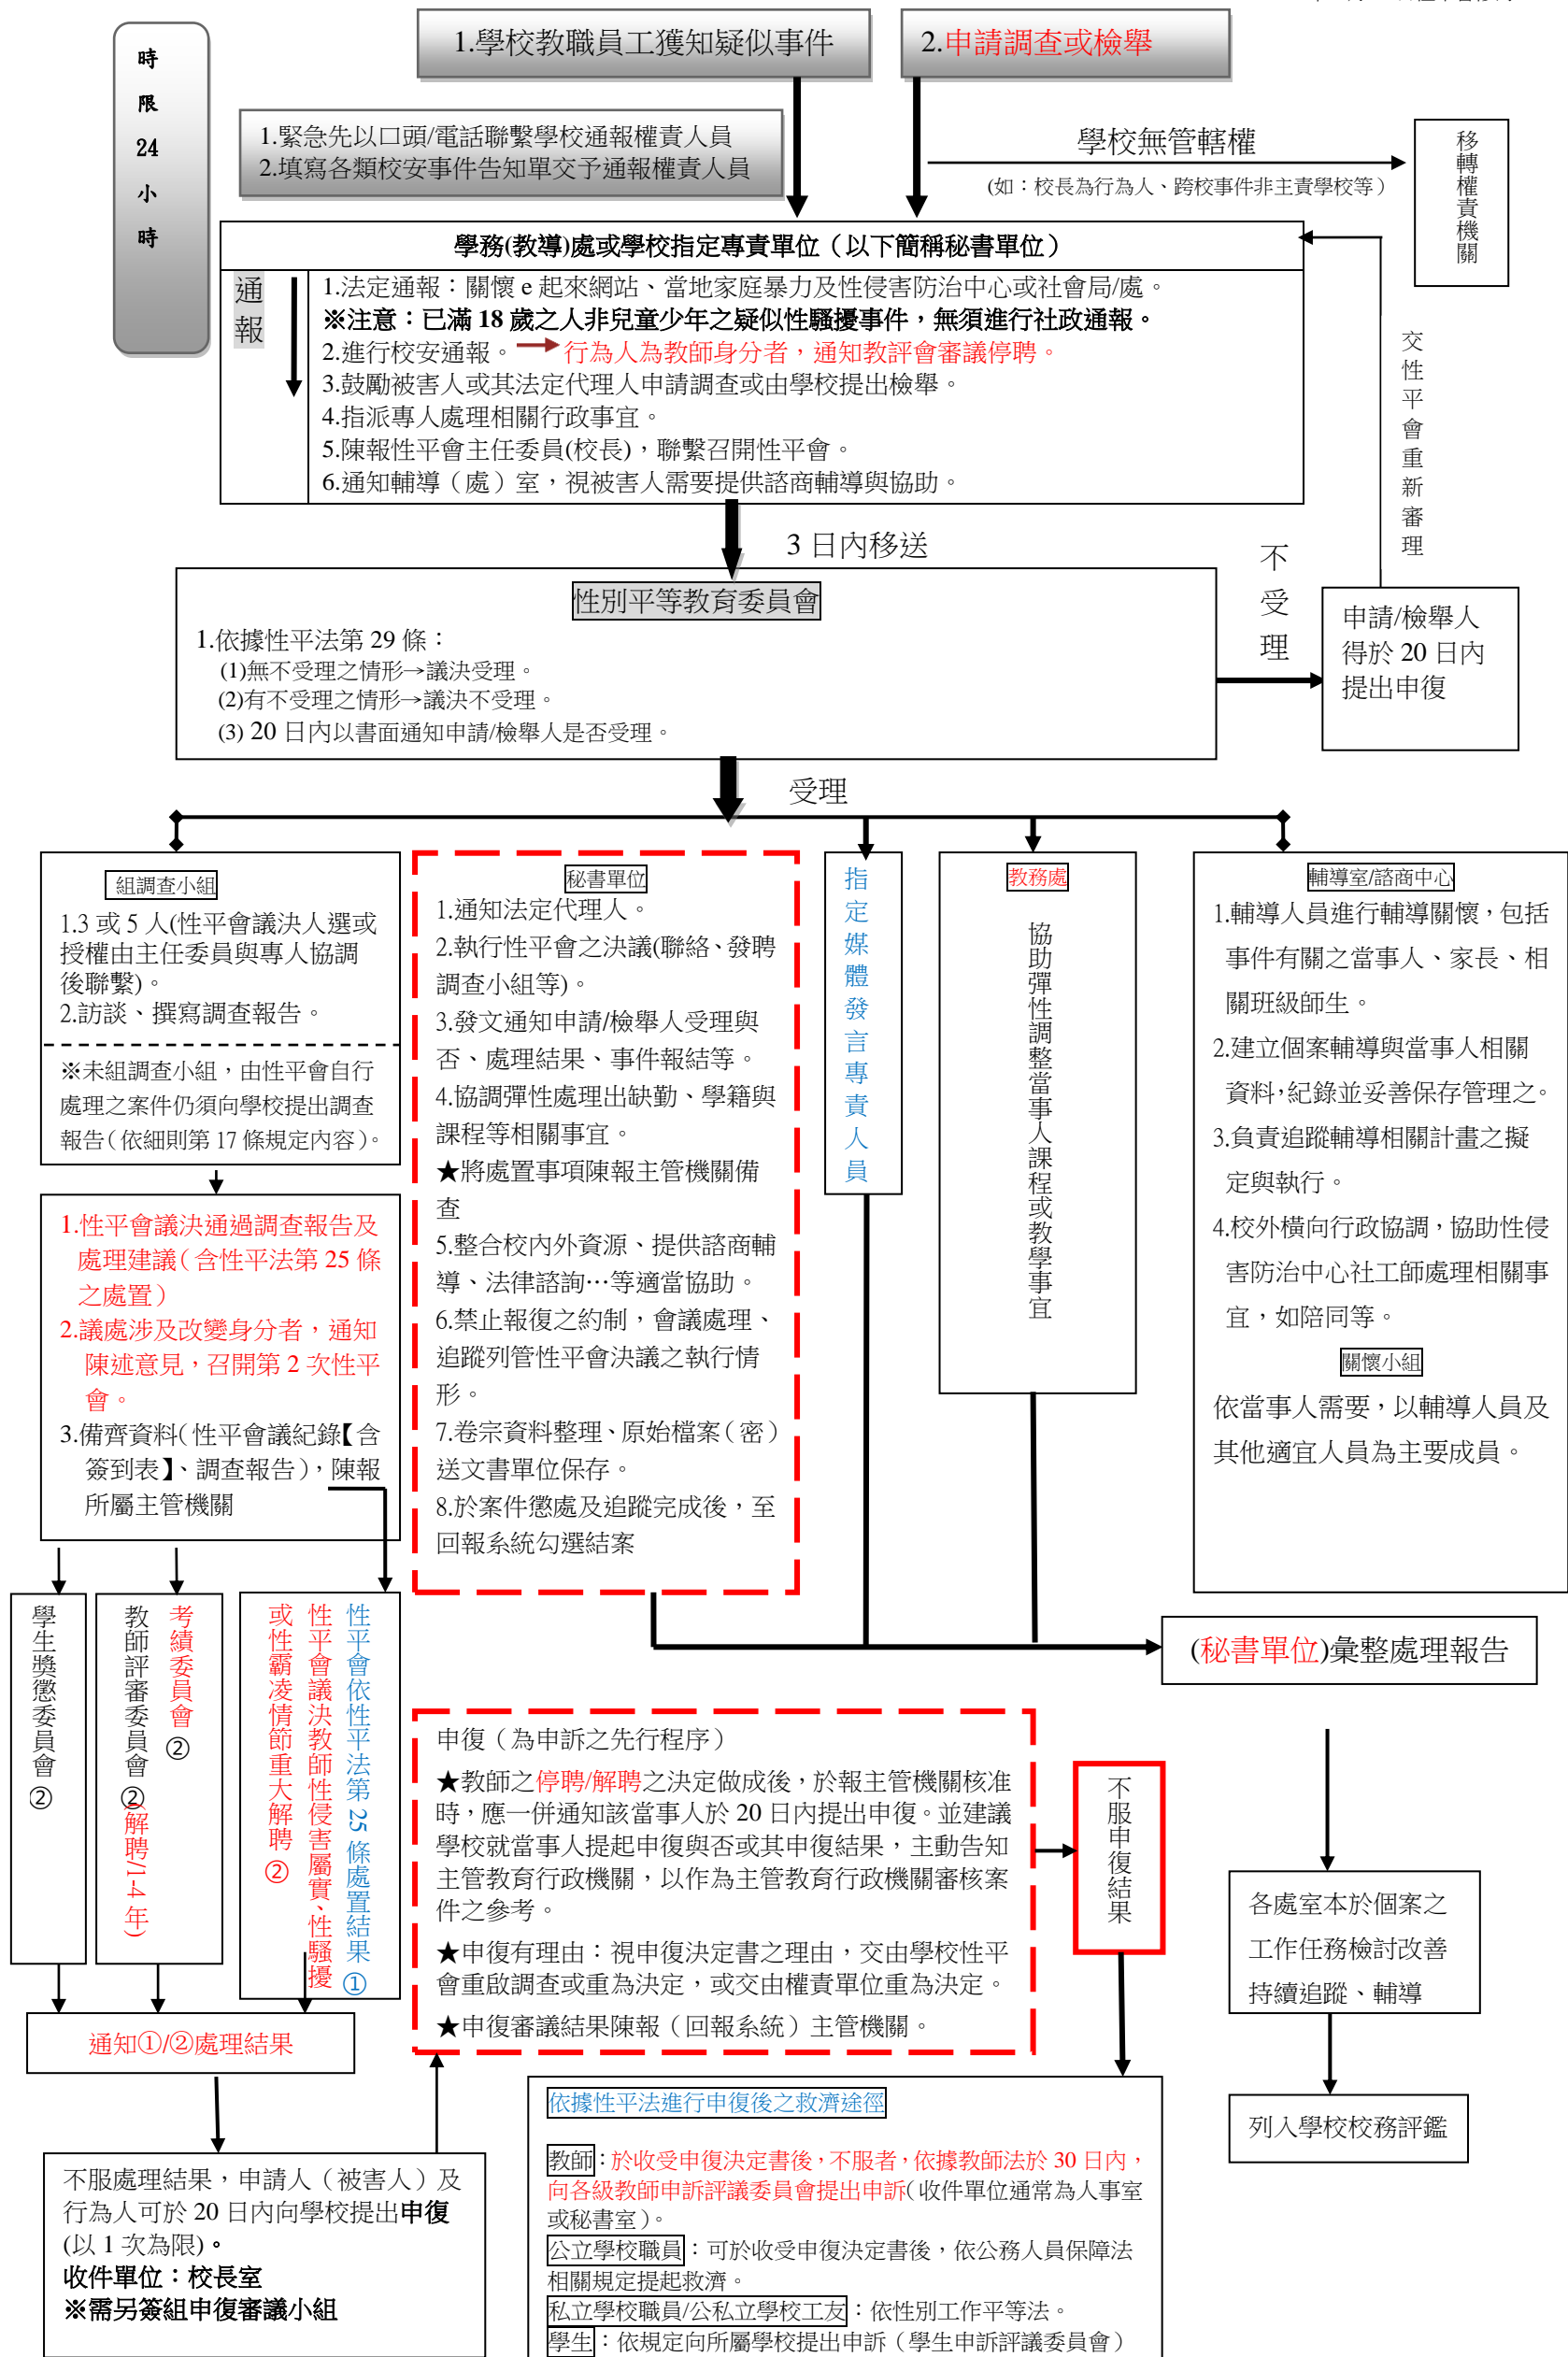 時
限
24
小
時
1.學校教職員工獲知疑似事件
2.申請調查或檢舉
1.緊急先以口頭/電話聯繫學校通報權責人員
2.填寫各類校安事件告知單交予通報權責人員
學校無管轄權
(如：校長為行為人、跨校事件非主責學校等）
移轉權責機關
學務(教導)處或學校指定專責單位（以下簡稱秘書單位）
通報
1.法定通報：關懷 e 起來網站、當地家庭暴力及性侵害防治中心或社會局/處。
※注意：已滿 18 歲之人非兒童少年之疑似性騷擾事件，無須進行社政通報。
2.進行校安通報。 行為人為教師身分者，通知教評會審議停聘。
3.鼓勵被害人或其法定代理人申請調查或由學校提出檢舉。
4.指派專人處理相關行政事宜。
5.陳報性平會主任委員(校長)，聯繫召開性平會。
6.通知輔導（處）室，視被害人需要提供諮商輔導與協助。
交性平會重新審理
3 日內移送
性別平等教育委員會
1.依據性平法第 29 條：
(1)無不受理之情形→議決受理。
(2)有不受理之情形→議決不受理。
(3) 20 日內以書面通知申請/檢舉人是否受理。
不受理
申請/檢舉人
得於 20 日內
提出申復
受理
組調查小組
1.3 或 5 人(性平會議決人選或
授權由主任委員與專人協調
後聯繫)。
2.訪談、撰寫調查報告。
※未組調查小組，由性平會自行
處理之案件仍須向學校提出調查
報告（依細則第 17 條規定內容）。
秘書單位
1.通知法定代理人。
2.執行性平會之決議(聯絡、發聘
調查小組等)。
3.發文通知申請/檢舉人受理與
否、處理結果、事件報結等。
4.協調彈性處理出缺勤、學籍與
課程等相關事宜。
★將處置事項陳報主管機關備
查
5.整合校內外資源、提供諮商輔
導、法律諮詢…等適當協助。
6.禁止報復之約制，會議處理、
追蹤列管性平會決議之執行情
形。
7.卷宗資料整理、原始檔案（密）
送文書單位保存。
8.於案件懲處及追蹤完成後，至
回報系統勾選結案
指定媒體發言專責人員
教務處
協助彈性調整當事人課程或教學事宜
輔導室/諮商中心
1.輔導人員進行輔導關懷，包括
事件有關之當事人、家長、相
關班級師生。
2.建立個案輔導與當事人相關
資料，紀錄並妥善保存管理之。
3.負責追蹤輔導相關計畫之擬
定與執行。
4.校外橫向行政協調，協助性侵
害防治中心社工師處理相關事
宜，如陪同等。
關懷小組
依當事人需要，以輔導人員及
其他適宜人員為主要成員。
1.性平會議決通過調查報告及
處理建議（含性平法第 25 條
之處置）
2.議處涉及改變身分者，通知
陳述意見，召開第 2 次性平
會。
3.備齊資料（性平會議紀錄【含
簽到表】、調查報告），陳報
所屬主管機關
學生獎懲委員會②
考績委員會②
教師評審委員會②(解聘/1-4 年)
性平會依性平法第 25 條處置結果①
性平會議決教師性侵害屬實、性騷擾
或性霸凌情節重大解聘②
(秘書單位)彙整處理報告
申復（為申訴之先行程序）
★教師之停聘/解聘之決定做成後，於報主管機關核准
時，應一併通知該當事人於 20 日內提出申復。並建議
學校就當事人提起申復與否或其申復結果，主動告知
主管教育行政機關，以作為主管教育行政機關審核案
件之參考。
★申復有理由：視申復決定書之理由，交由學校性平
會重啟調查或重為決定，或交由權責單位重為決定。
★申復審議結果陳報（回報系統）主管機關。
不服申復結果
各處室本於個案之
工作任務檢討改善
持續追蹤、輔導
列入學校校務評鑑
通知①/②處理結果
不服處理結果，申請人（被害人）及
行為人可於 20 日內向學校提出申復
(以 1 次為限)。
收件單位：校長室
※需另簽組申復審議小組
依據性平法進行申復後之救濟途徑
教師：於收受申復決定書後，不服者，依據教師法於 30 日內，
向各級教師申訴評議委員會提出申訴（收件單位通常為人事室
或秘書室）。
公立學校職員：可於收受申復決定書後，依公務人員保障法
相關規定提起救濟。
私立學校職員/公私立學校工友：依性別工作平等法。
學生：依規定向所屬學校提出申訴（學生申訴評議委員會）